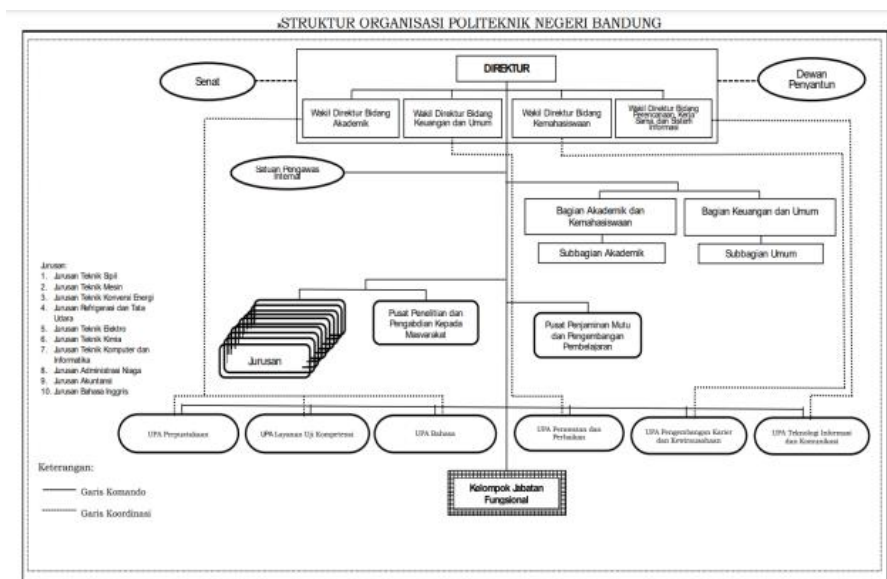 STRUKTUR ORGANISASI POLITEKNIK NEGERI BANDUNG
DIREKTUR
Senat
Dewan
Penyantun
Wakil Direktur Bidang
Akademik
Wakil Direktur Bidang
Keuangan dan Umum
Wakil Direktur Bidang
Kemahasiswaan
Wakil Direktur Bidang
Perencanaan, Kerja
Sama, dan Sistem
Informasi
Satuan Pengawas
Internal
Bagian Akademik dan
Kemahasiswaan
Bagian Keuangan dan Umum
Subbagian Akademik
Subbagian Umum
Jurusan:
1. Jurusan Teknik Sipil
2. Jurusan Teknik Mesin
3. Jurusan Teknik Konversi Energi
4. Jurusan Refrigerasi dan Tata
Udara
5. Jurusan Teknik Elektro
6. Jurusan Teknik Kimia
7. Jurusan Teknik Komputer dan
Informatika
8. Jurusan Administrasi Niaga
9. Jurusan Akuntansi
10. Jurusan Bahasa Inggris
Jurusan
Pusat Penelitian dan
Pengabdian Kepada
Masyarakat
Pusat Penjaminan Mutu
dan Pengembangan
Pembelajaran
UPA Perpustakaan
UPA Layanan Uji Kompetensi
UPA Bahasa
UPA Perawatan dan
Perbaikan
UPA Pengembangan Karier
dan Kewirausahaan
UPA Teknologi Informasi
dan Komunikasi
Keterangan:
Garis Komando
Garis Koordinasi
Kelompok Jabatan
Fungsional